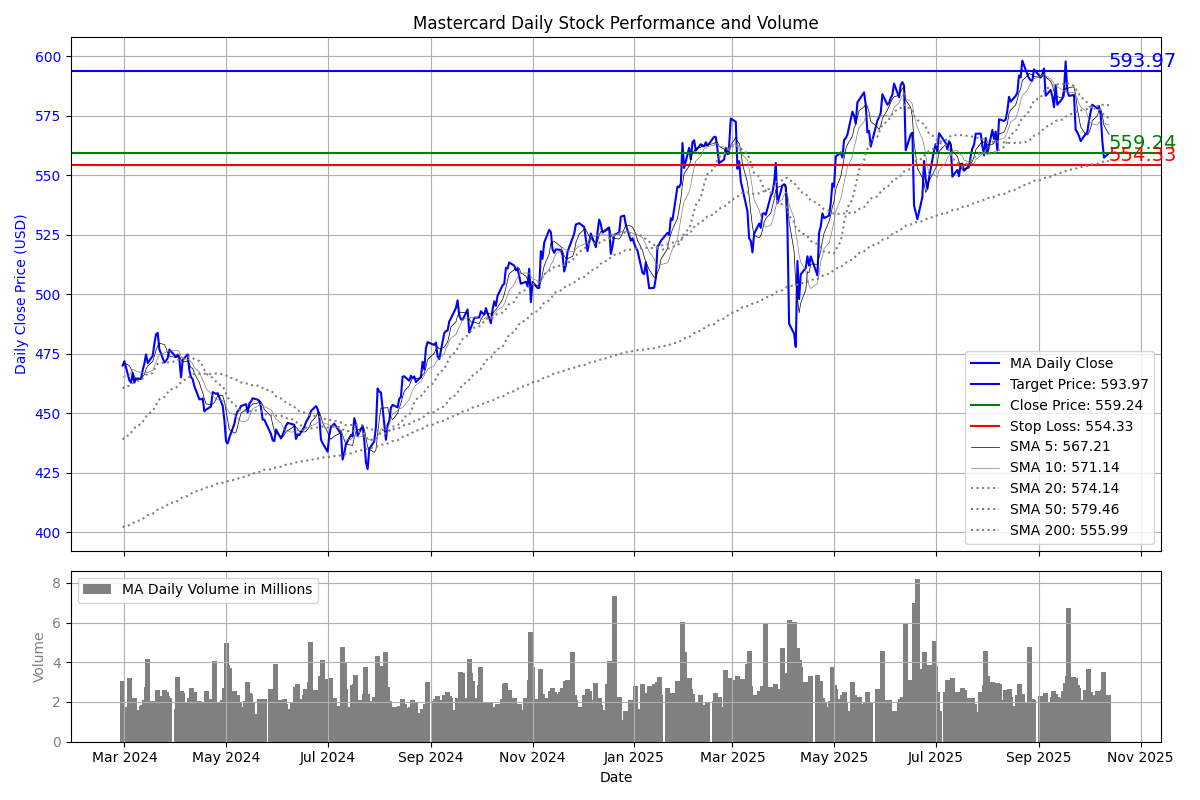 Mastercard Daily Stock Performance and Volume
Daily Close Price (USD)
600
575
550
525
500
475
450
425
400
593.97
559.24
554.33
MA Daily Close
Target Price: 593.97
Close Price: 559.24
Stop Loss: 554.33
SMA 5: 567.21
SMA 10: 571.14
SMA 20: 574.14
SMA 50: 579.46
SMA 200: 555.99
Volume
8
6
4
2
0
MA Daily Volume in Millions
Mar 2024 May 2024 Jul 2024 Sep 2024 Nov 2024 Jan 2025 Mar 2025 May 2025 Jul 2025 Sep 2025 Nov 2025
Date